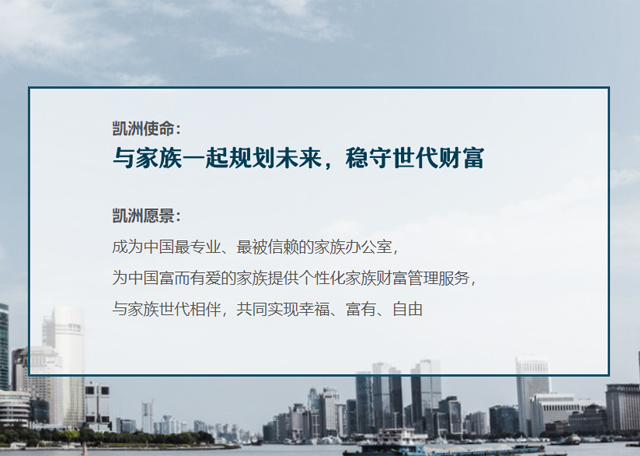 凯洲使命：
与家族一起规划未来，稳守世代财富
凯洲愿景：
成为中国最专业、最被信赖的家族办公室，
为中国富而有爱的家族提供个性化家族财富管理服务，
与家族世代相伴，共同实现幸福、富有、自由